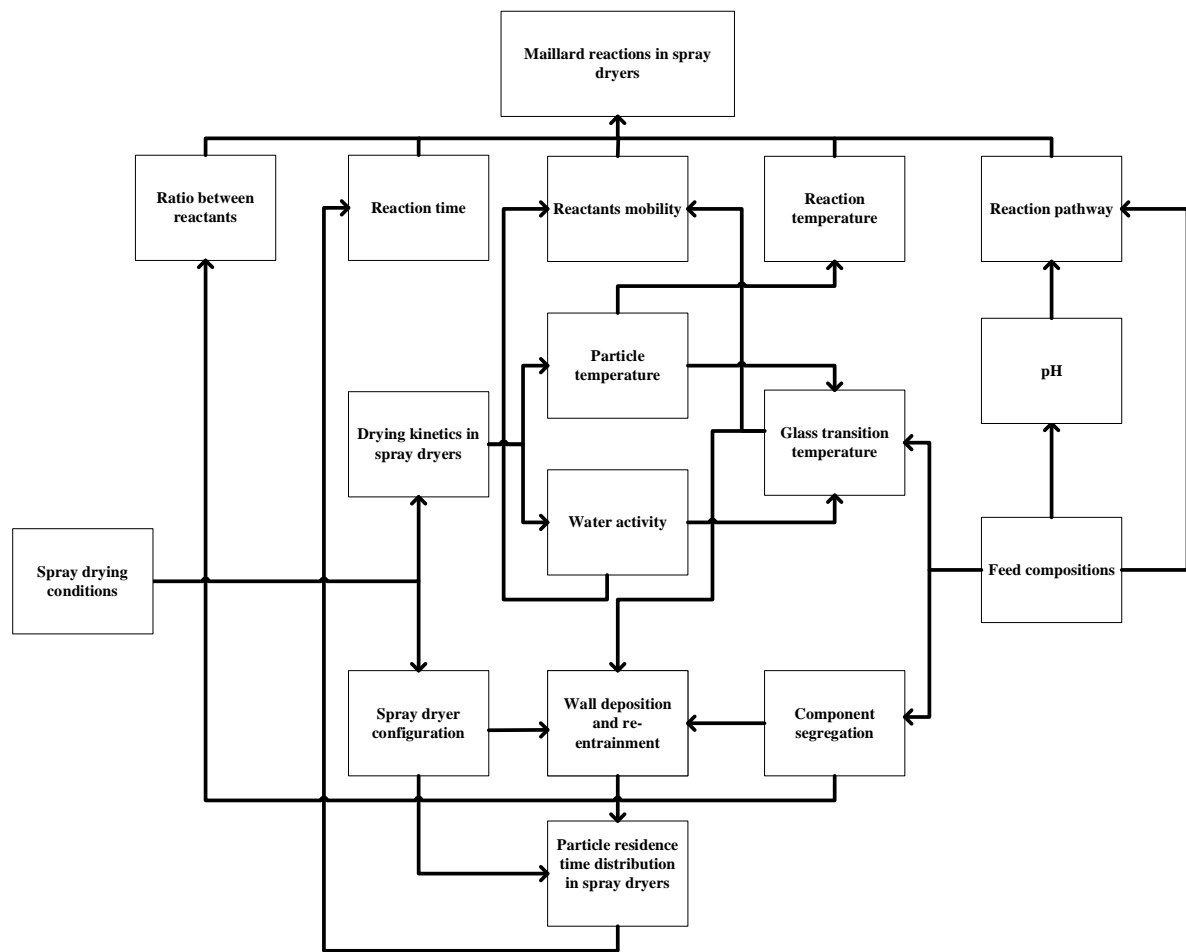 Maillard reactions in spray
dryers
Ratio between
reactants
Reaction time
Reactants mobility
Reaction
temperature
Reaction pathway
Particle
temperature
pH
Drying kinetics in
spray dryers
Glass transition
temperature
Water activity
Spray drying
conditions
Feed compositions
Spray dryer
configuration
Wall deposition
and re-
entrainment
Component
segregation
Particle residence
time distribution
in spray dryers